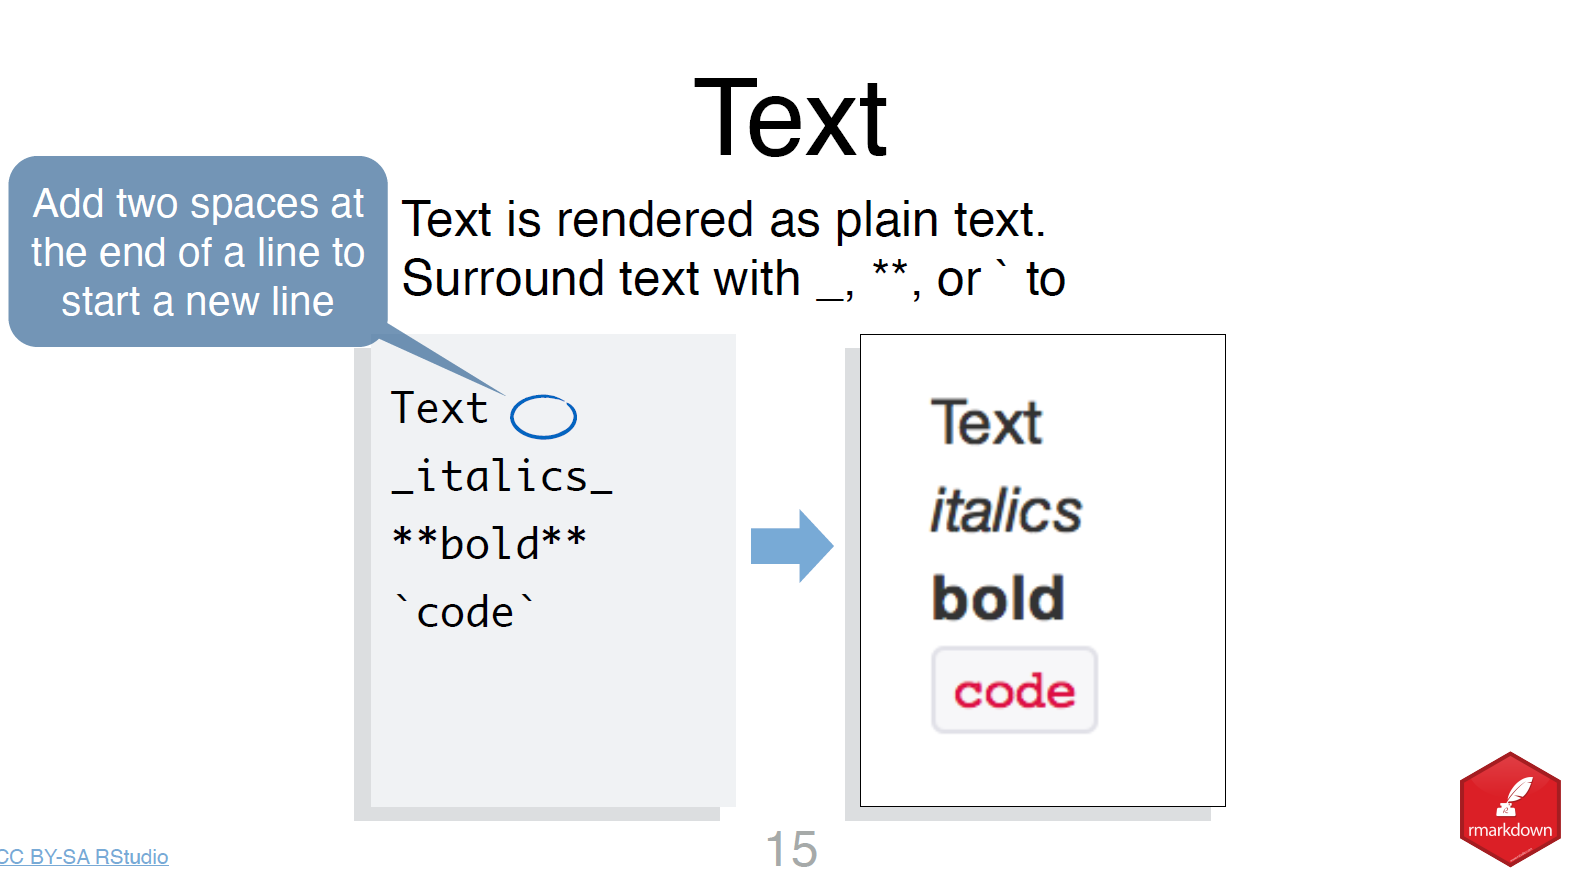 Text
Add two spaces at
the end of a line to
start a new line
Text is rendered as plain text.
Surround text with _, **, or ` to
Text
_italics_
**bold**
`code`
Text
italics
bold
code
rmarkdown
CC BY-SA RStudio
15